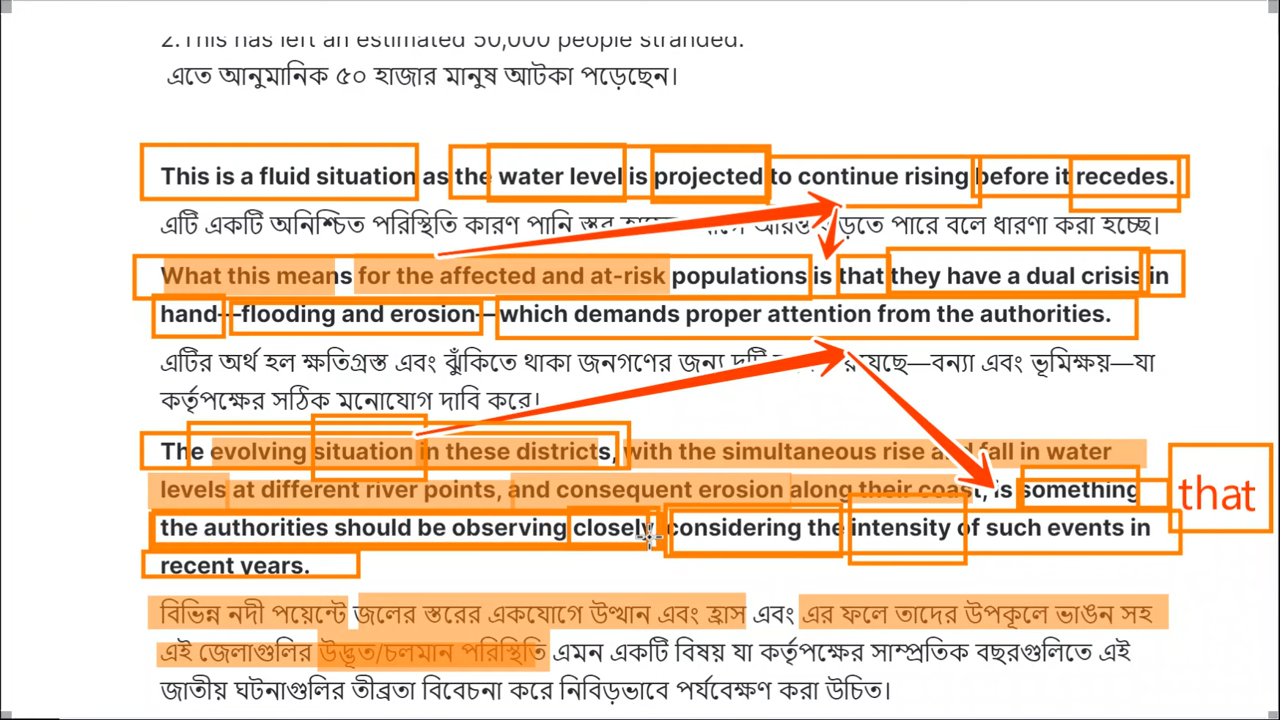 2.This has left an estimated 50,000 people stranded.
এতে আনুমানিক ৫০ হাজার মানুষ আটকা পড়েছেন।
This is a fluid situation as the water level is projected to continue rising before it recedes.
এটি একটি অনিশ্চিত পরিস্থিতি কারণ পানি স্তর পারে বলে ধারণা করা হচ্ছে।
What this means for the affected and at-risk populations is that they have a dual crisis in
hand—flooding and erosion—which demands proper attention from the authorities.
এটির অর্থ হল ক্ষতিগ্রস্ত এবং ঝুঁকিতে থাকা জনগণের জন্য দুটি রয়েছে—বন্যা এবং ভূমিক্ষয়—যা
কর্তৃপক্ষের সঠিক মনোযোগ দাবি করে।
The evolving situation in these districts, with the simultaneous rise and fall in water
levels at different river points, and consequent erosion along their coast, is something
that
the authorities should be observing closely, considering the intensity of such events in
recent years.
বিভিন্ন নদী পয়েন্টে জলের স্তরের একযোগে উত্থান এবং হ্রাস এবং এর ফলে তাদের উপকূলে ভাঙন সহ
এই জেলাগুলির উদ্ভূত/চলমান পরিস্থিতি এমন একটি বিষয় যা কর্তৃপক্ষের সাম্প্রতিক বছরগুলিতে এই
জাতীয় ঘটনাগুলির তীব্রতা বিবেচনা করে নিবিড়ভাবে পর্যবেক্ষণ করা উচিত।